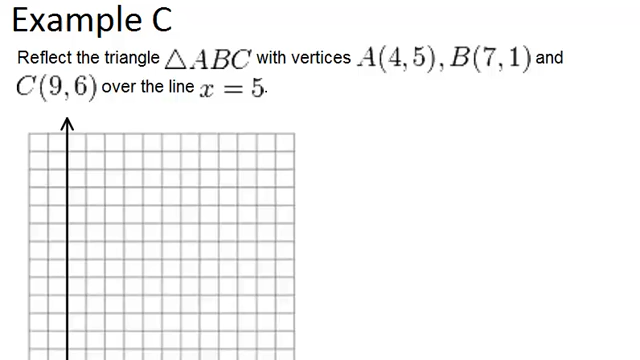 Example C
Reflect the triangle △ABC with vertices A(4,5), B(7,1) and
C(9,6) over the line x = 5.